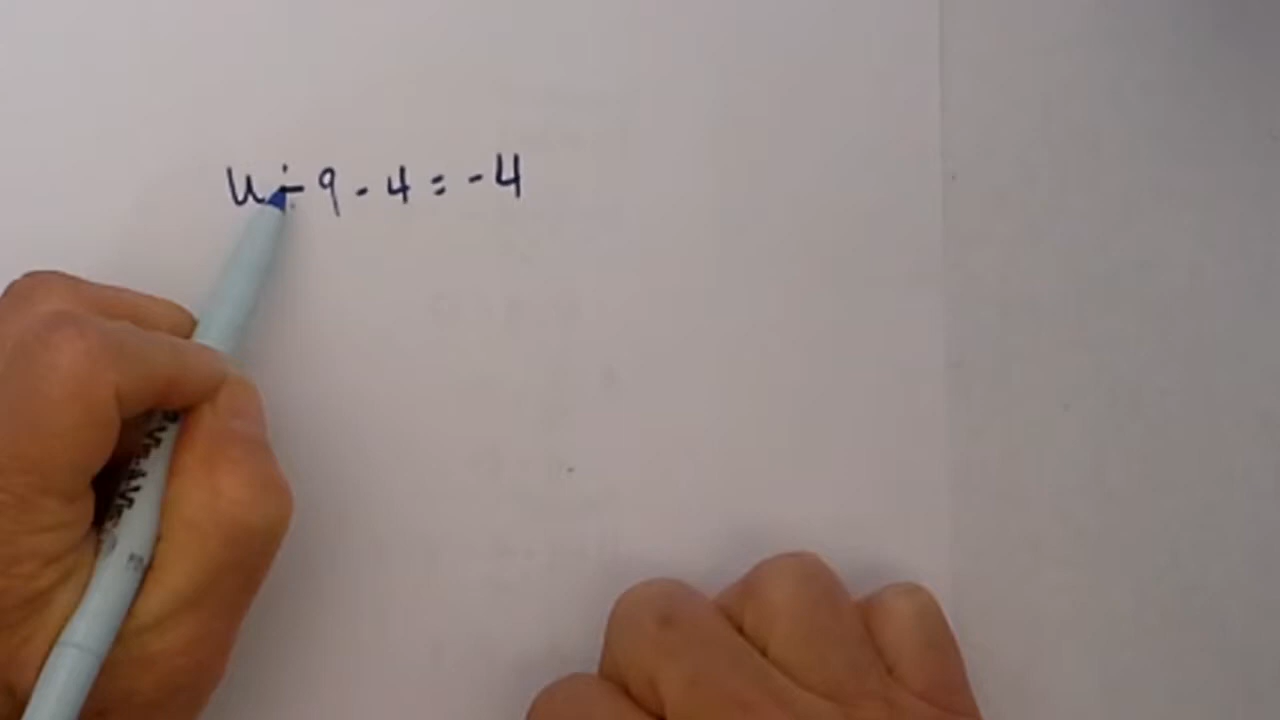 u ÷ 9 - 4 = -4